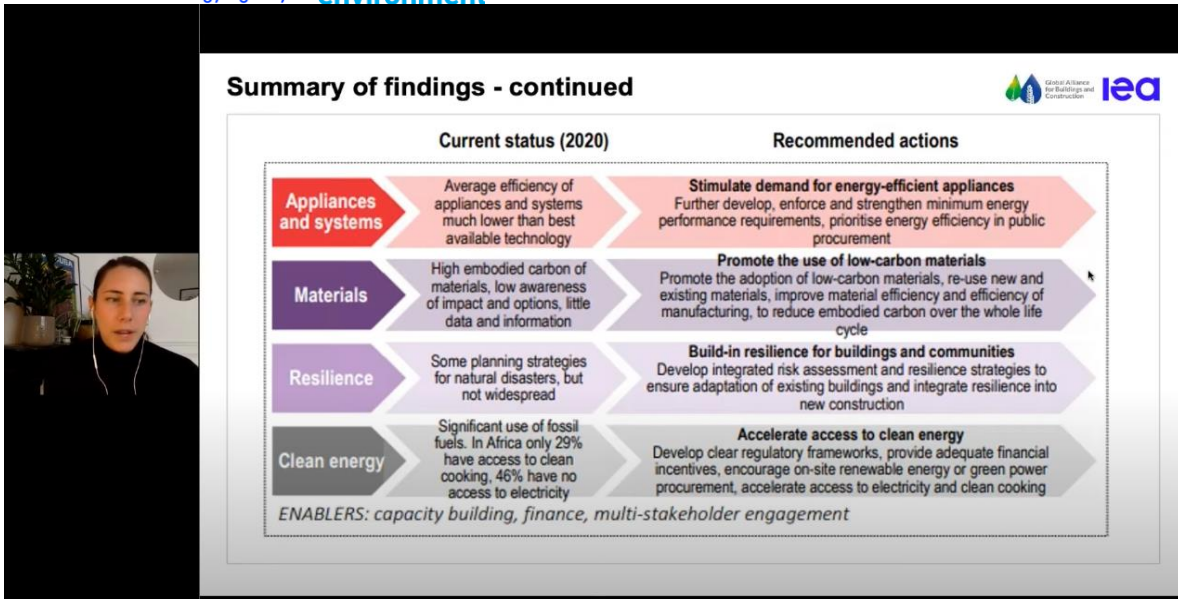 environment
Summary of findings - continued
Global Alliance
for Buildings and
Construction
iea
Current status (2020)
Recommended actions
Appliances
and systems
Average efficiency of
appliances and systems
much lower than best
available technology
Stimulate demand for energy-efficient appliances
Further develop, enforce and strengthen minimum energy
performance requirements, prioritise energy efficiency in public
procurement
Materials
High embodied carbon of
materials, low awareness
of impact and options, little
data and information
Promote the use of low-carbon materials
Promote the adoption of low-carbon materials, re-use new and
existing materials, improve material efficiency and efficiency of
manufacturing, to reduce embodied carbon over the whole life
cycle
Resilience
Some planning strategies
for natural disasters, but
not widespread
Build-in resilience for buildings and communities
Develop integrated risk assessment and resilience strategies to
ensure adaptation of existing buildings and integrate resilience into
new construction
Clean energy
Significant use of fossil
fuels. In Africa only 29%
have access to clean
cooking, 46% have no
access to electricity
Accelerate access to clean energy
Develop clear regulatory frameworks, provide adequate financial
incentives, encourage on-site renewable energy or green power
procurement, accelerate access to electricity and clean cooking
ENABLERS: capacity building, finance, multi-stakeholder engagement